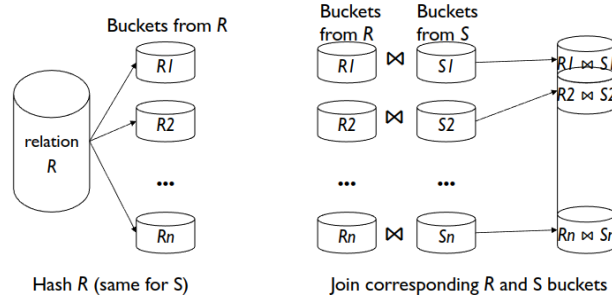 Buckets from R
R1
R2
relation
R
...
Rn
Hash R (same for S)
Buckets Buckets
from R from S
R1 ⋈ S1 R1 ⋈ S1
R2 ⋈ S2 R2 ⋈ S2
... ...
Rn ⋈ Sn Rn ⋈ Sn
Join corresponding R and S buckets